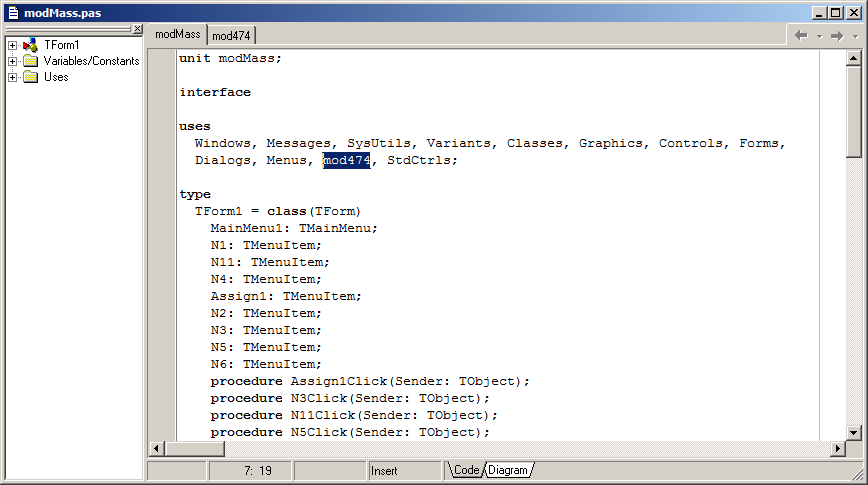 modMass.pas
TForm1
Variables/Constants
Uses
modMass mod474
unit modMass;
interface
uses
Windows, Messages, SysUtils, Variants, Classes, Graphics, Controls, Forms,
Dialogs, Menus, mod474, StdCtrls;
type
TForm1 = class(TForm)
MainMenu1: TMainMenu;
N1: TMenuItem;
N11: TMenuItem;
N4: TMenuItem;
Assign1: TMenuItem;
N2: TMenuItem;
N3: TMenuItem;
N5: TMenuItem;
N6: TMenuItem;
procedure Assign1Click(Sender: TObject);
procedure N3Click(Sender: TObject);
procedure N11Click(Sender: TObject);
procedure N5Click(Sender: TObject);
7: 19 Insert Code Diagram